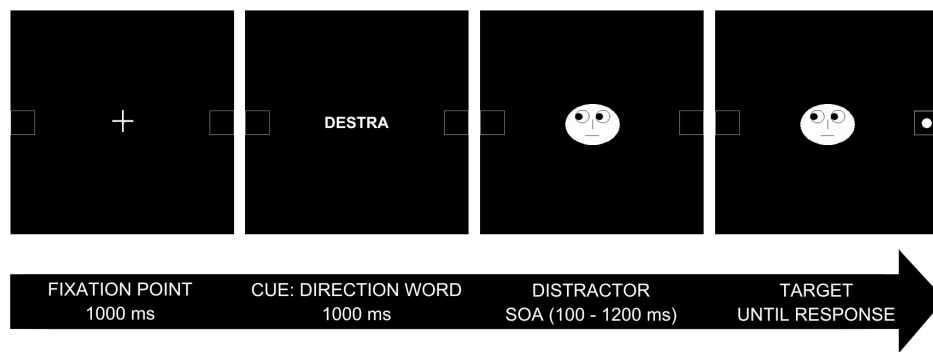 DESTRA
FIXATION POINT
1000 ms
CUE: DIRECTION WORD
1000 ms
DISTRACTOR
SOA (100 - 1200 ms)
TARGET
UNTIL RESPONSE